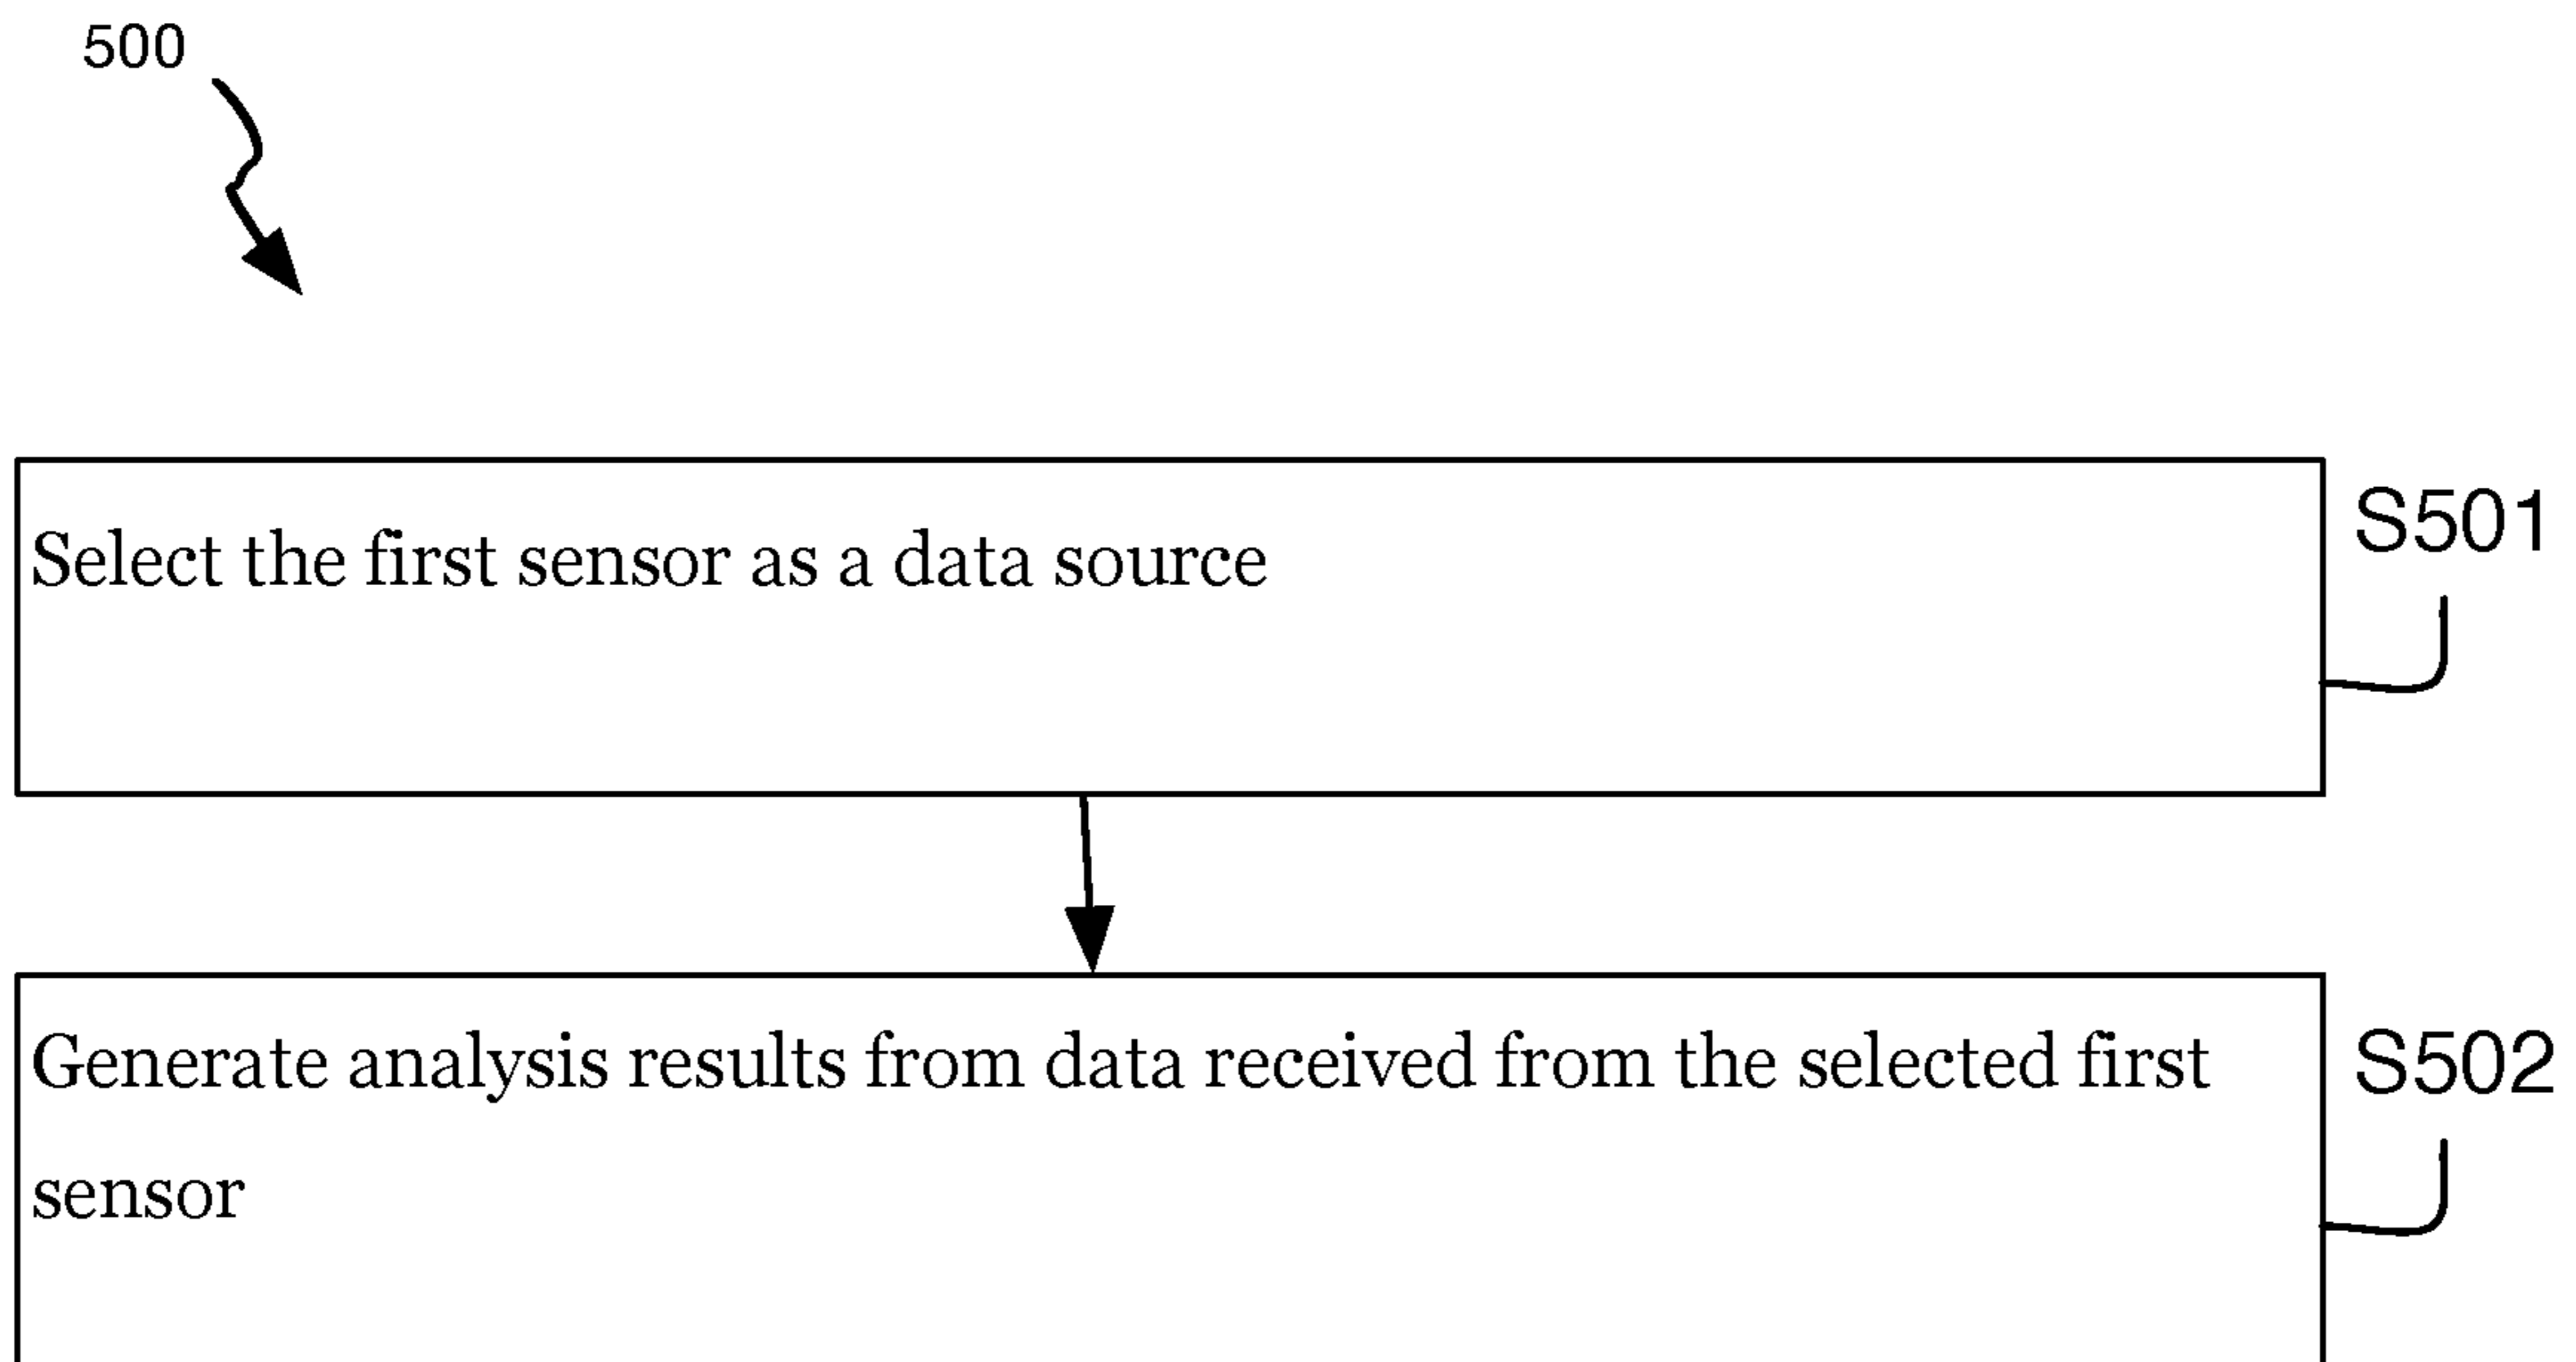 500
Select the first sensor as a data source
S501
Generate analysis results from data received from the selected first
sensor
S502